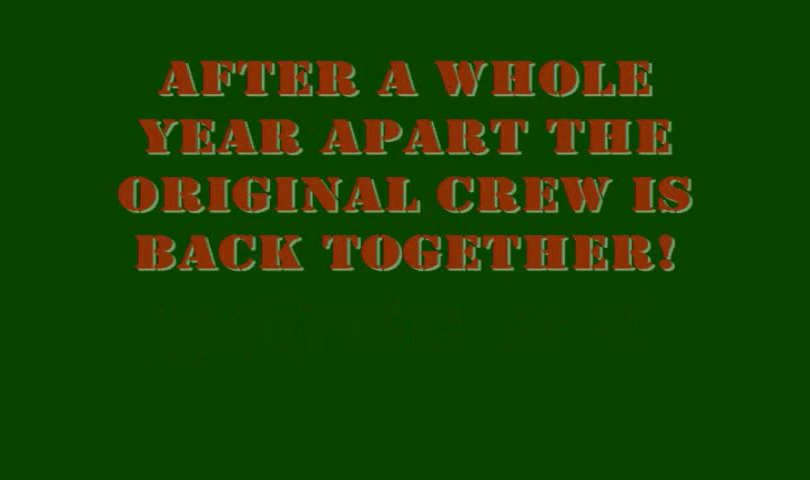 AFTER A WHOLE
YEAR APART THE
ORIGINAL CREW IS
BACK TOGETHER!